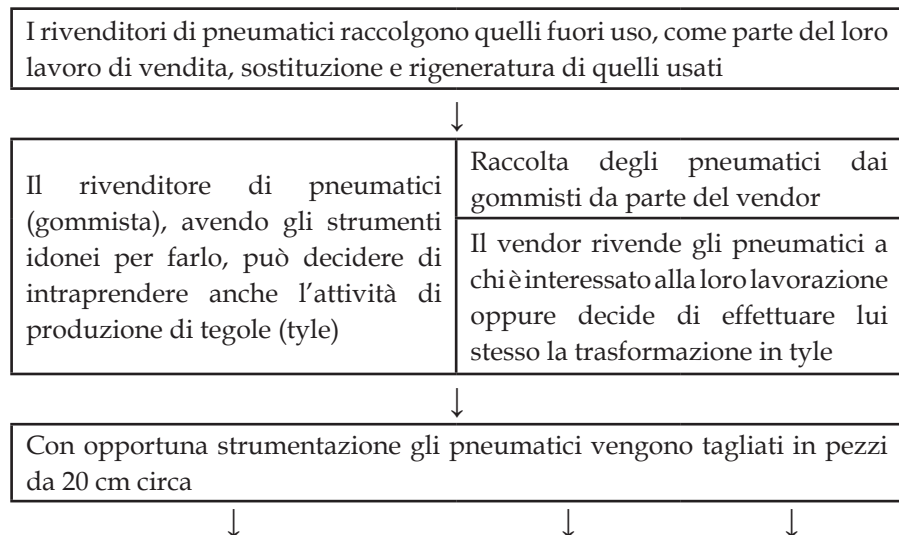 I rivenditori di pneumatici raccolgono quelli fuori uso, come parte del loro
lavoro di vendita, sostituzione e rigeneratura di quelli usati
↓
Il rivenditore di pneumatici
(gommista), avendo gli strumenti
idonei per farlo, può decidere di
intraprendere anche l'attività di
produzione di tegole (tyle)
Raccolta degli pneumatici dai
gommisti da parte del vendor
Il vendor rivende gli pneumatici a
chi è interessato alla loro lavorazione
oppure decide di effettuare lui
stesso la trasformazione in tyle
↓
Con opportuna strumentazione gli pneumatici vengono tagliati in pezzi
da 20 cm circa
↓ ↓ ↓